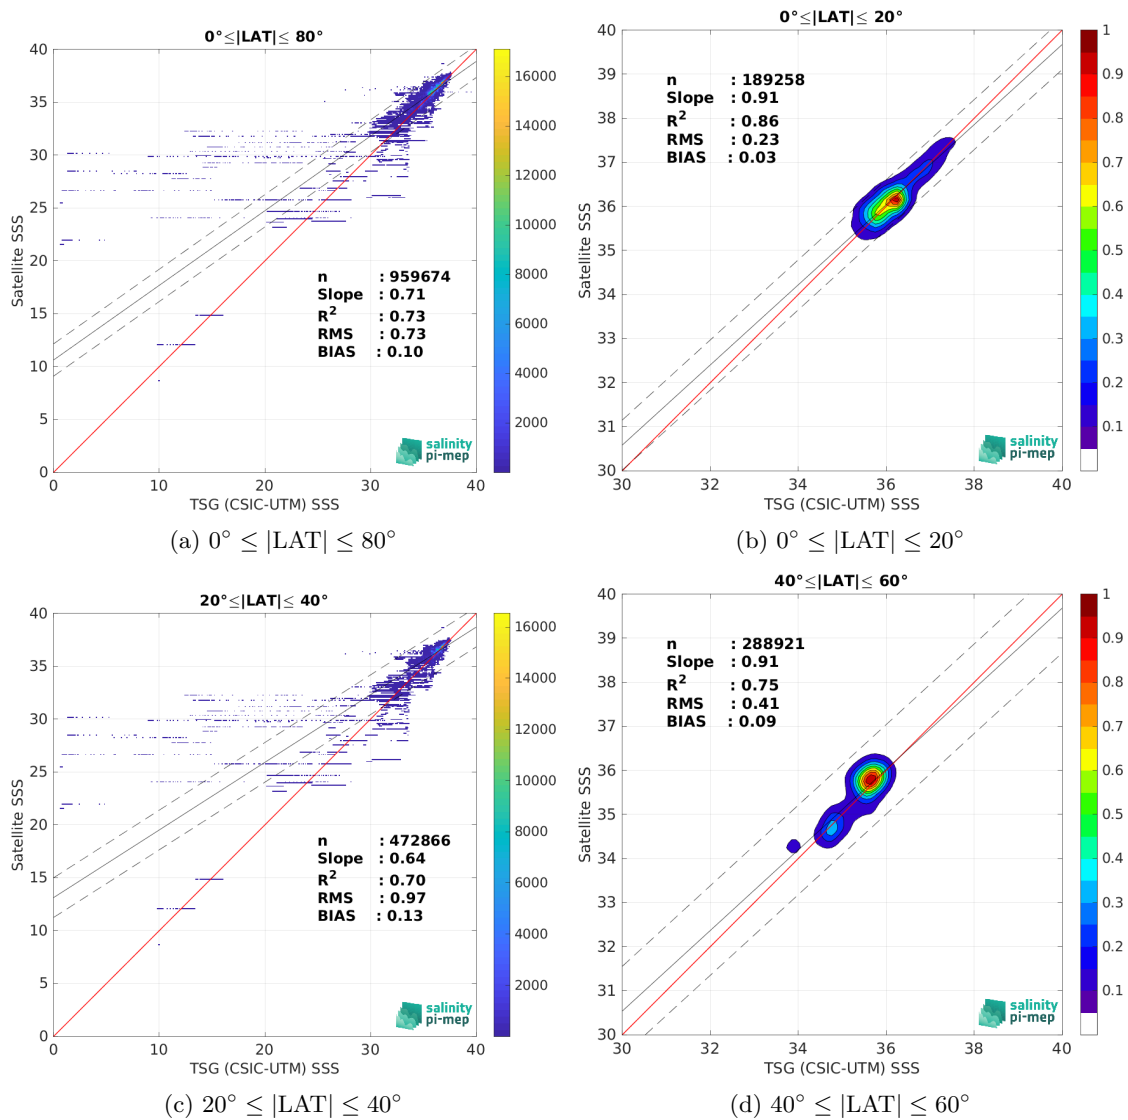 0°≤|LAT|≤ 80°
40
35
30
25
20
15
10
5
0
Satellite SSS
n : 959674
Slope : 0.71
R² : 0.73
RMS : 0.73
BIAS : 0.10
salinity
pi-mep
0 10 20 30 40
TSG (CSIC-UTM) SSS
16000
14000
12000
10000
8000
6000
4000
2000
(a) 0° ≤ |LAT| ≤ 80°
0°≤|LAT|≤ 20°
40
39
38
37
36
35
34
33
32
31
30
Satellite SSS
n : 189258
Slope : 0.91
R² : 0.86
RMS : 0.23
BIAS : 0.03
salinity
pi-mep
30 32 34 36 38 40
TSG (CSIC-UTM) SSS
1
0.9
0.8
0.7
0.6
0.5
0.4
0.3
0.2
0.1
(b) 0° ≤ |LAT| ≤ 20°
20°≤|LAT|≤ 40°
40
35
30
25
20
15
10
5
0
Satellite SSS
n : 472866
Slope : 0.64
R² : 0.70
RMS : 0.97
BIAS : 0.13
salinity
pi-mep
0 10 20 30 40
TSG (CSIC-UTM) SSS
16000
14000
12000
10000
8000
6000
4000
2000
0
(c) 20° ≤ |LAT| ≤ 40°
40°≤|LAT|≤ 60°
40
39
38
37
36
35
34
33
32
31
30
Satellite SSS
n : 288921
Slope : 0.91
R² : 0.75
RMS : 0.41
BIAS : 0.09
salinity
pi-mep
30 32 34 36 38 40
TSG (CSIC-UTM) SSS
1
0.9
0.8
0.7
0.6
0.5
0.4
0.3
0.2
0.1
(d) 40° ≤ |LAT| ≤ 60°